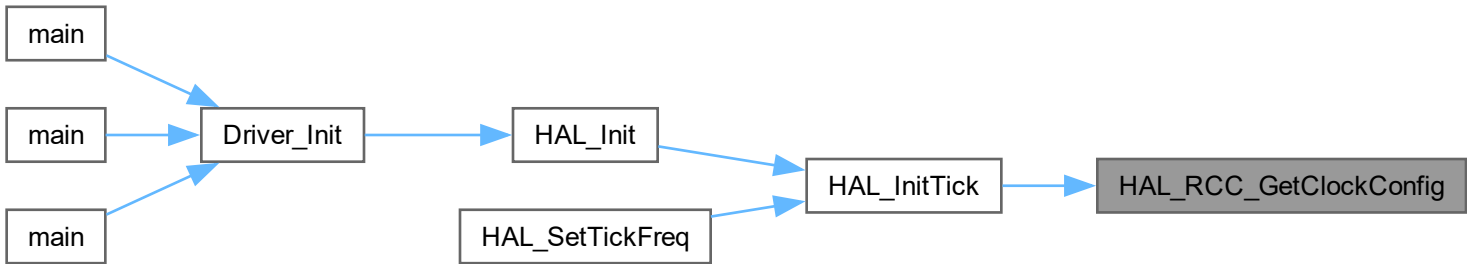 main
main
main
Driver_Init
HAL_Init
HAL_SetTickFreq
HAL_InitTick
HAL_RCC_GetClockConfig